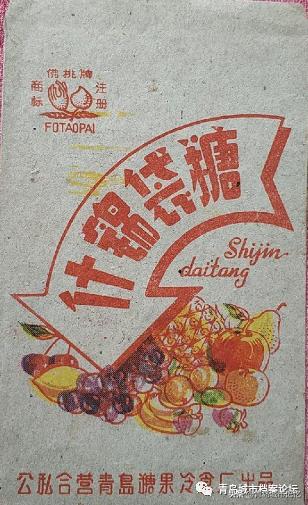 佛桃牌
商标 注册
FOTAOPAI
什锦袋糖
Shijin-
daitang
公私合营青島糖果冷食厂出品
青岛城市档案论坛